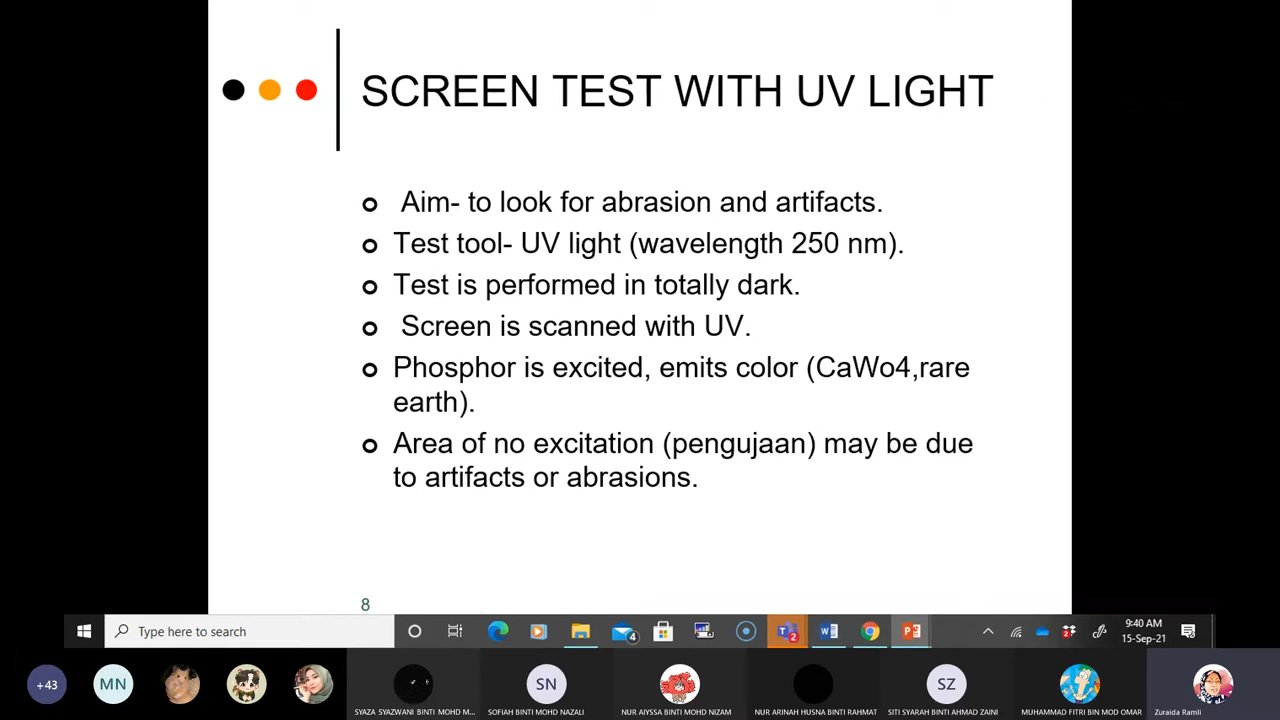 SCREEN TEST WITH UV LIGHT
Aim- to look for abrasion and artifacts.
Test tool- UV light (wavelength 250 nm).
Test is performed in totally dark.
Screen is scanned with UV.
Phosphor is excited, emits color (CaWo4,rare
earth).
Area of no excitation (pengujaan) may be due
to artifacts or abrasions.
8
Type here to search
4
2
2
9:40 AM
15-Sep-21
+43
MN
SN
SZ
SYAZA SYAZWANI BINTI MOHD M...
SOFIAH BINTI MOHD NAZALI
NUR AIYSSA BINTI MOHD NIZAM
NUR ARINAH HUSNA BINTI RAHMAT
SITI SYARAH BINTI AHMAD ZAINI
MUHAMMAD FITRI BIN MOD OMAR
Zuraida Ramli